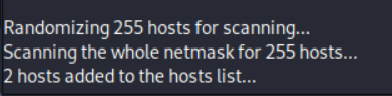 Randomizing 255 hosts for scanning...
Scanning the whole netmask for 255 hosts...
2 hosts added to the hosts list...